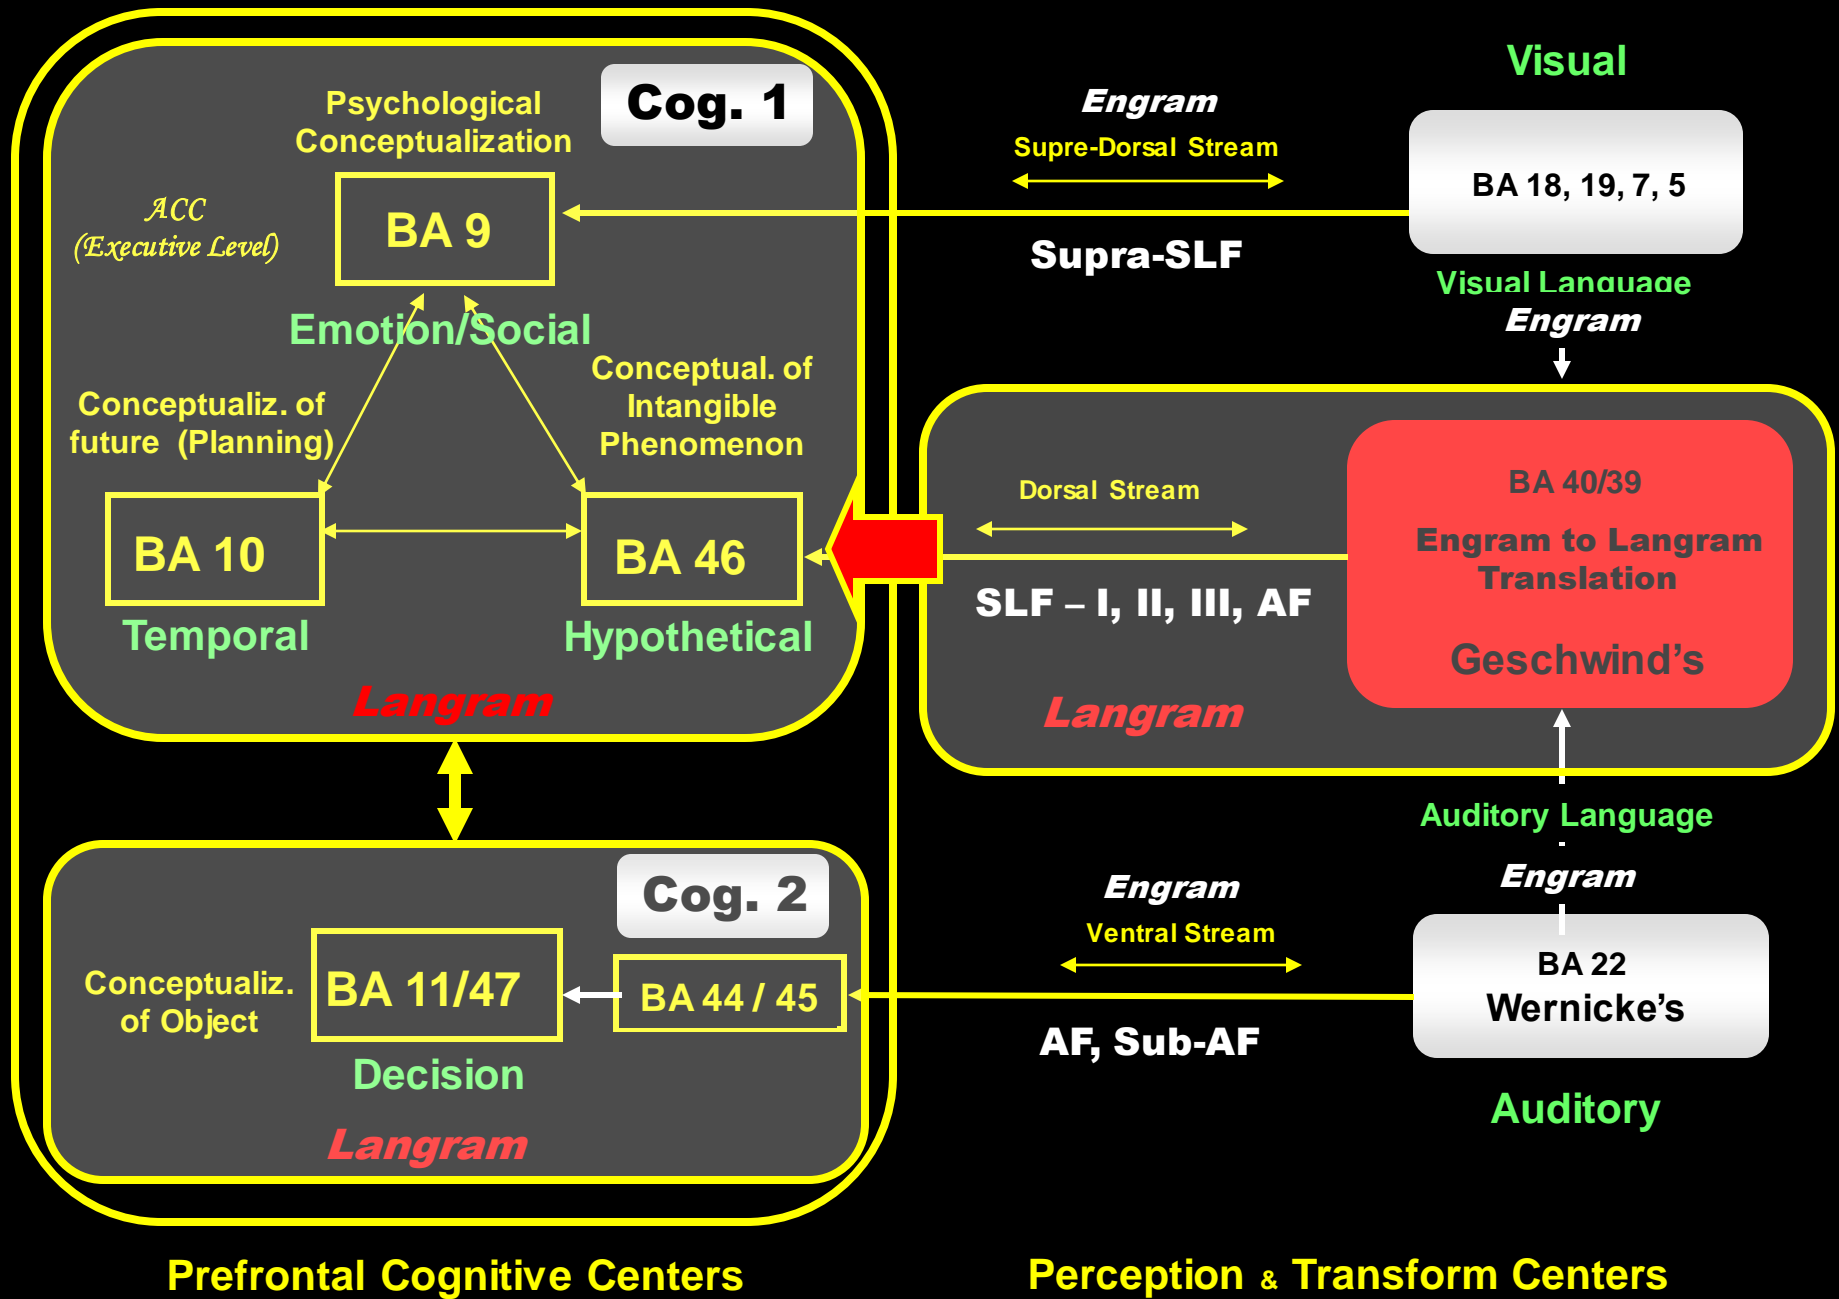 Cog. 1
Psychological
Conceptualization
ACC
(Executive Level)
BA 9
Emotion/Social
Conceptualiz. of
future (Planning)
Conceptual. of
Intangible
Phenomenon
BA 10
BA 46
Temporal
Hypothetical
Langram
Cog. 2
Conceptualiz.
of Object
BA 11/47
BA 44 / 45
Decision
Langram
Prefrontal Cognitive Centers
Engram
Supre-Dorsal Stream
Supra-SLF
Visual
BA 18, 19, 7, 5
Visual Language
Engram
Dorsal Stream
SLF – I, II, III, AF
Langram
BA 40/39
Engram to Langram
Translation
Geschwind’s
Auditory Language
Engram
Engram
Ventral Stream
AF, Sub-AF
BA 22
Wernicke’s
Auditory
Perception & Transform Centers